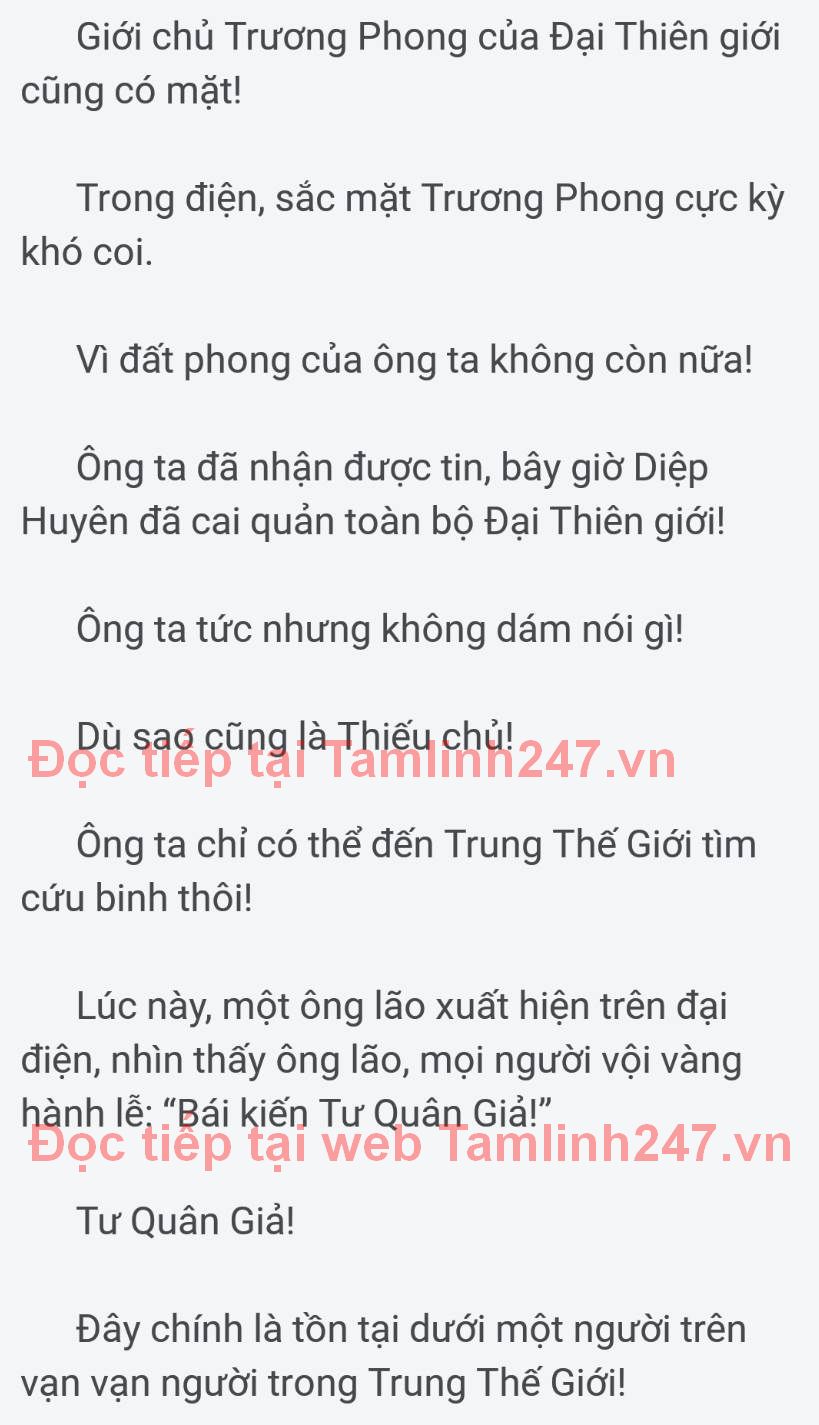 Giới chủ Trương Phong của Đại Thiên giới
cũng có mặt!
Trong điện, sắc mặt Trương Phong cực kỳ
khó coi.
Vì đất phong của ông ta không còn nữa!
Ông ta đã nhận được tin, bây giờ Diệp
Huyên đã cai quản toàn bộ Đại Thiên giới!
Ông ta tức nhưng không dám nói gì!
Dù sao cũng là Thiếu chủ!
Đọc tiếp tại Tamlinh247.vn
Ông ta chỉ có thể đến Trung Thế Giới tìm
cứu binh thôi!
Lúc này, một ông lão xuất hiện trên đại
điện, nhìn thấy ông lão, mọi người vội vàng
hành lễ: “Bái kiến Tư Quân Giả!”
Đọc tiếp tại web Tamlinh247.vn
Tư Quân Giả!
Đây chính là tồn tại dưới một người trên
vạn vạn người trong Trung Thế Giới!